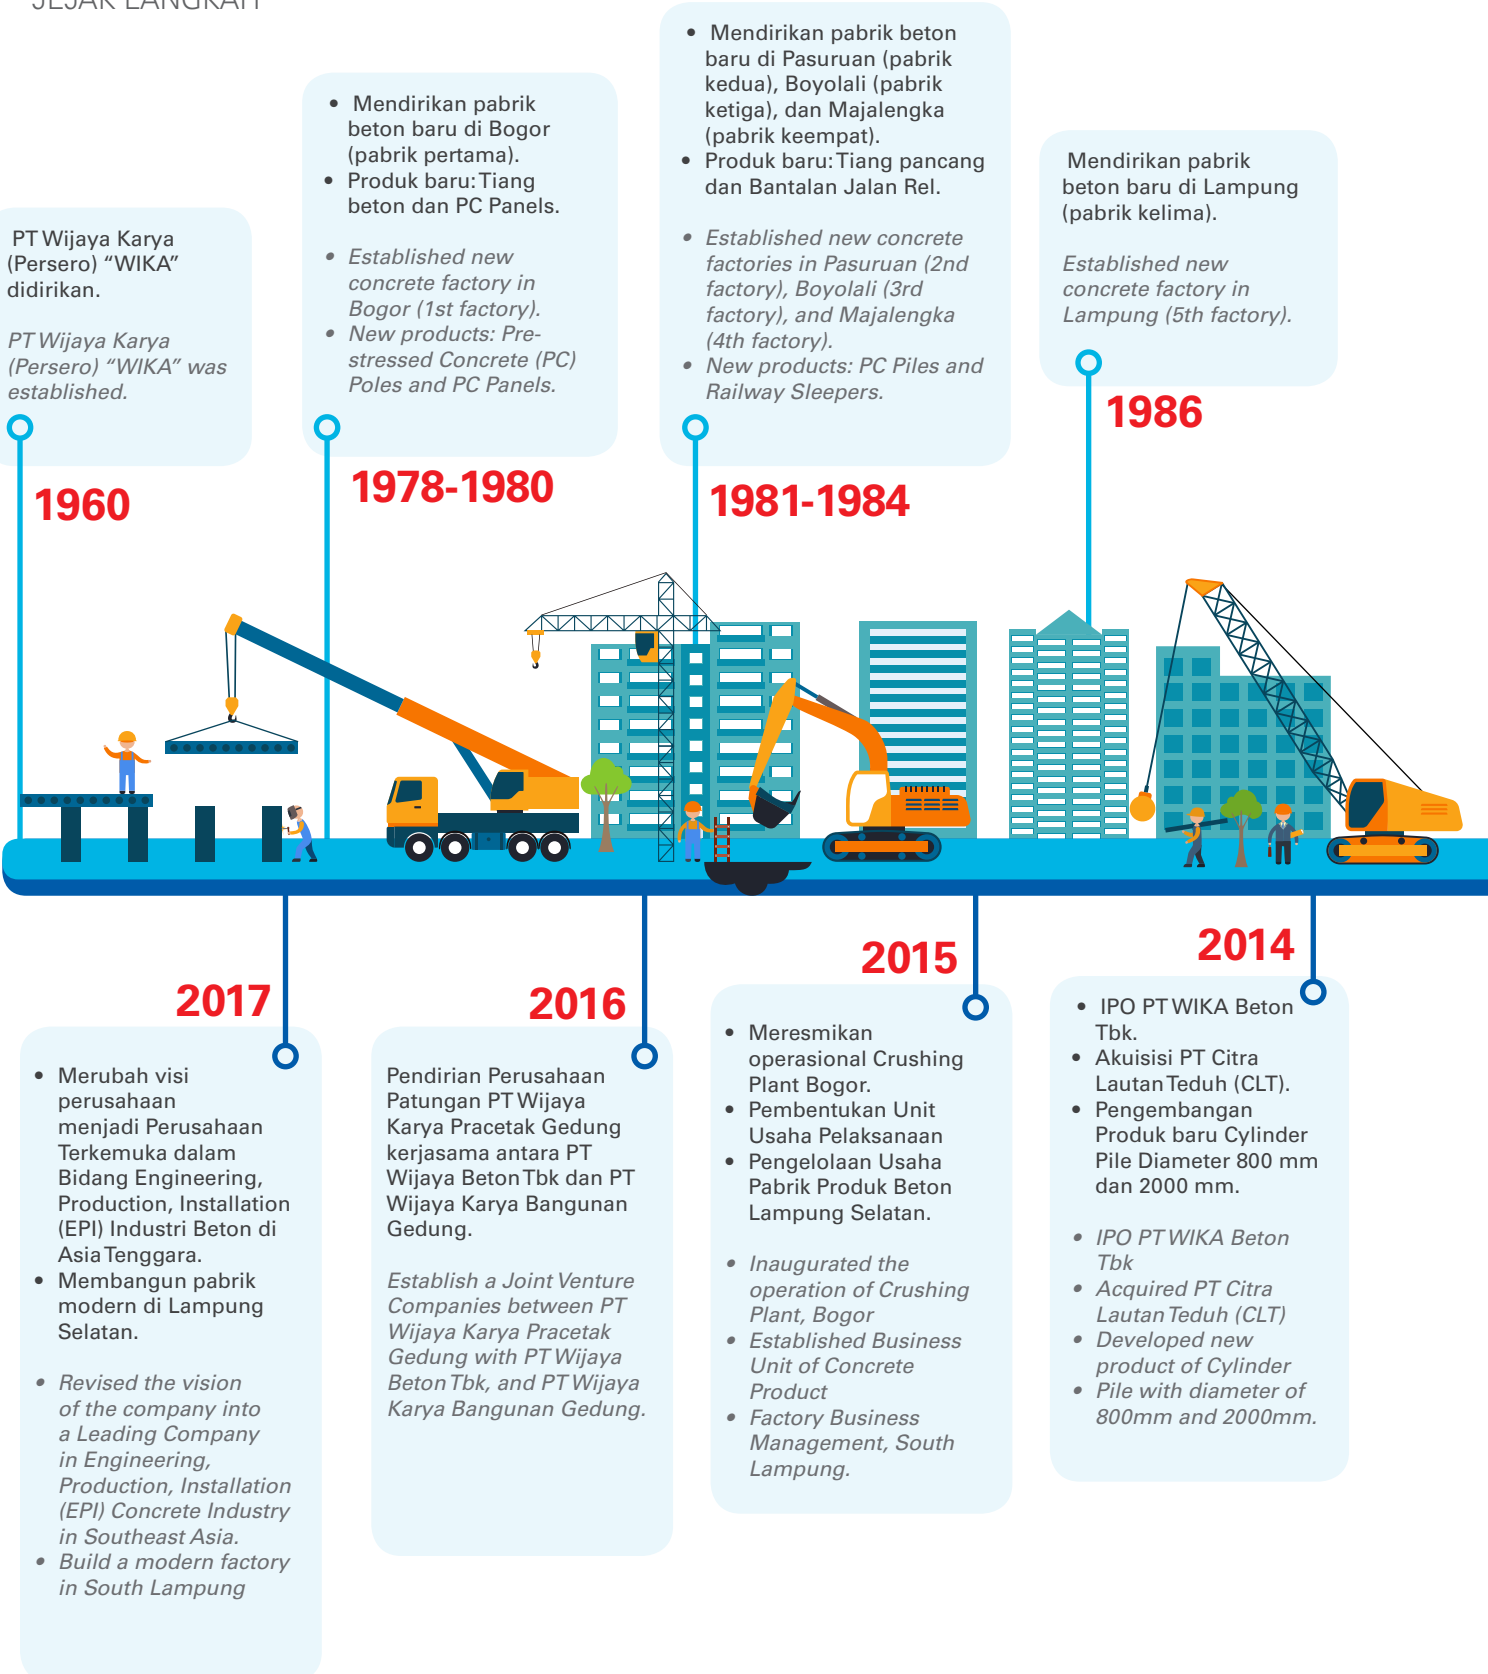 JEJAK LANGKAH
PT Wijaya Karya
(Persero) “WIKA”
didirikan.
PT Wijaya Karya
(Persero) “WIKA” was
established.
1960
• Mendirikan pabrik
beton baru di Bogor
(pabrik pertama).
• Produk baru: Tiang
beton dan PC Panels.
• Established new
concrete factory in
Bogor (1st factory).
• New products: Pre-
stressed Concrete (PC)
Poles and PC Panels.
1978-1980
• Mendirikan pabrik beton
baru di Pasuruan (pabrik
kedua), Boyolali (pabrik
ketiga), dan Majalengka
(pabrik keempat).
• Produk baru: Tiang pancang
dan Bantalan Jalan Rel.
• Established new concrete
factories in Pasuruan (2nd
factory), Boyolali (3rd
factory), and Majalengka
(4th factory).
• New products: PC Piles and
Railway Sleepers.
1981-1984
Mendirikan pabrik
beton baru di Lampung
(pabrik kelima).
Established new
concrete factory in
Lampung (5th factory).
1986
2017
• Merubah visi
perusahaan
menjadi Perusahaan
Terkemuka dalam
Bidang Engineering,
Production, Installation
(EPI) Industri Beton di
Asia Tenggara.
• Membangun pabrik
modern di Lampung
Selatan.
• Revised the vision
of the company into
a Leading Company
in Engineering,
Production, Installation
(EPI) Concrete Industry
in Southeast Asia.
• Build a modern factory
in South Lampung
2016
Pendirian Perusahaan
Patungan PT Wijaya
Karya Pracetak Gedung
kerjasama antara PT
Wijaya Beton Tbk dan PT
Wijaya Karya Bangunan
Gedung.
Establish a Joint Venture
Companies between PT
Wijaya Karya Pracetak
Gedung with PT Wijaya
Beton Tbk, and PT Wijaya
Karya Bangunan Gedung.
2015
• Meresmikan
operasional Crushing
Plant Bogor.
• Pembentukan Unit
Usaha Pelaksanaan
• Pengelolaan Usaha
Pabrik Produk Beton
Lampung Selatan.
• Inaugurated the
operation of Crushing
Plant, Bogor
• Established Business
Unit of Concrete
Product
• Factory Business
Management, South
Lampung.
2014
• IPO PT WIKA Beton
Tbk.
• Akuisisi PT Citra
Lautan Teduh (CLT).
• Pengembangan
Produk baru Cylinder
Pile Diameter 800 mm
dan 2000 mm.
• IPO PT WIKA Beton
Tbk
• Acquired PT Citra
Lautan Teduh (CLT)
• Developed new
product of Cylinder
• Pile with diameter of
800mm and 2000mm.